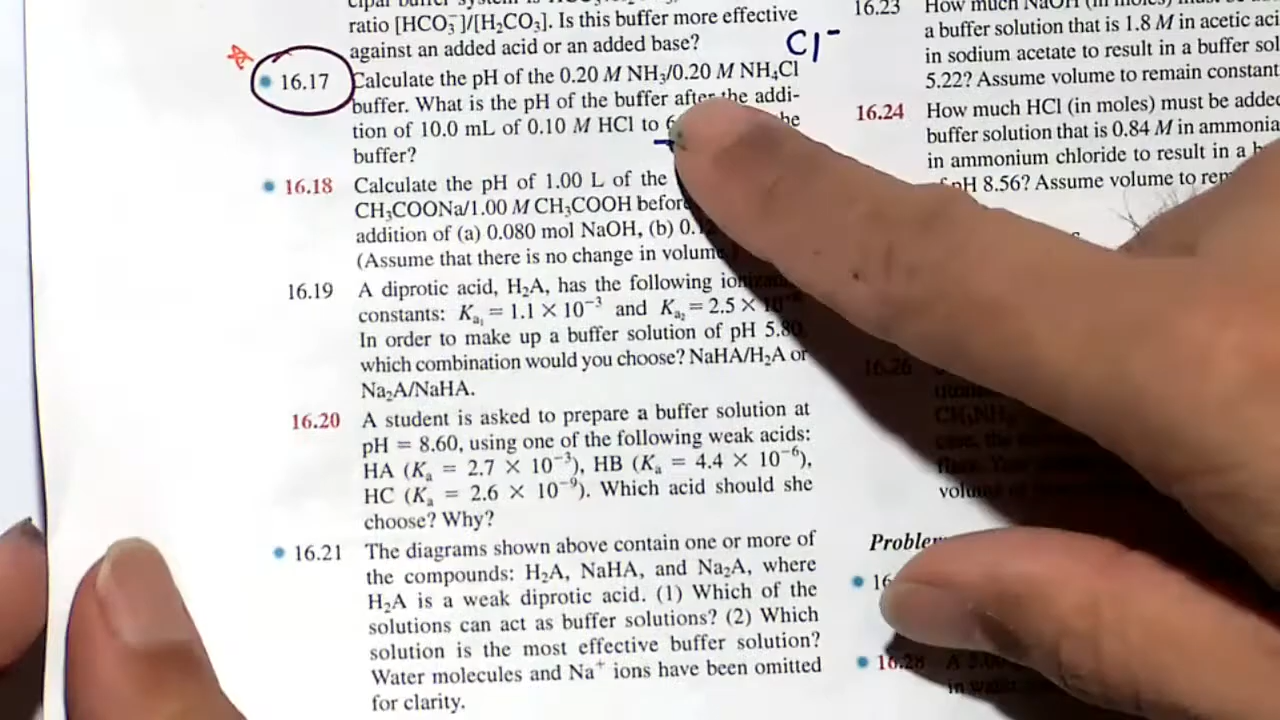 ratio [HCO₃⁻]/[H₂CO₃]. Is this buffer more effective
against an added acid or an added base?
Cl⁻
16.17 Calculate the pH of the 0.20 M NH₃/0.20 M NH₄Cl
buffer. What is the pH of the buffer after the addi-
tion of 10.0 mL of 0.10 M HCl to
buffer?
16.18 Calculate the pH of 1.00 L of the
CH₃COONa/1.00 M CH₃COOH before
addition of (a) 0.080 mol NaOH, (b)
(Assume that there is no change in volume
16.19 A diprotic acid, H₂A, has the following
constants: Kₐ₁ = 1.1 × 10⁻³ and Kₐ₂ = 2.5 ×
In order to make up a buffer solution of pH 5.80,
which combination would you choose? NaHA/H₂A or
Na₂A/NaHA.
16.20 A student is asked to prepare a buffer solution at
pH = 8.60, using one of the following weak acids:
HA (Kₐ = 2.7 × 10⁻³), HB (Kₐ = 4.4 × 10⁻⁶),
HC (Kₐ = 2.6 × 10⁻⁹). Which acid should she
choose? Why?
16.21 The diagrams shown above contain one or more of
the compounds: H₂A, NaHA, and Na₂A, where
H₂A is a weak diprotic acid. (1) Which of the
solutions can act as buffer solutions? (2) Which
solution is the most effective buffer solution?
Water molecules and Na⁺ ions have been omitted
for clarity.
16.23 How much NaOH (in moles) must be
a buffer solution that is 1.8 M in acetic
in sodium acetate to result in a buffer
5.22? Assume volume to remain constant
16.24 How much HCl (in moles) must be added
buffer solution that is 0.84 M in ammonia
in ammonium chloride to result in a
pH 8.56? Assume volume to
16.26
16.28